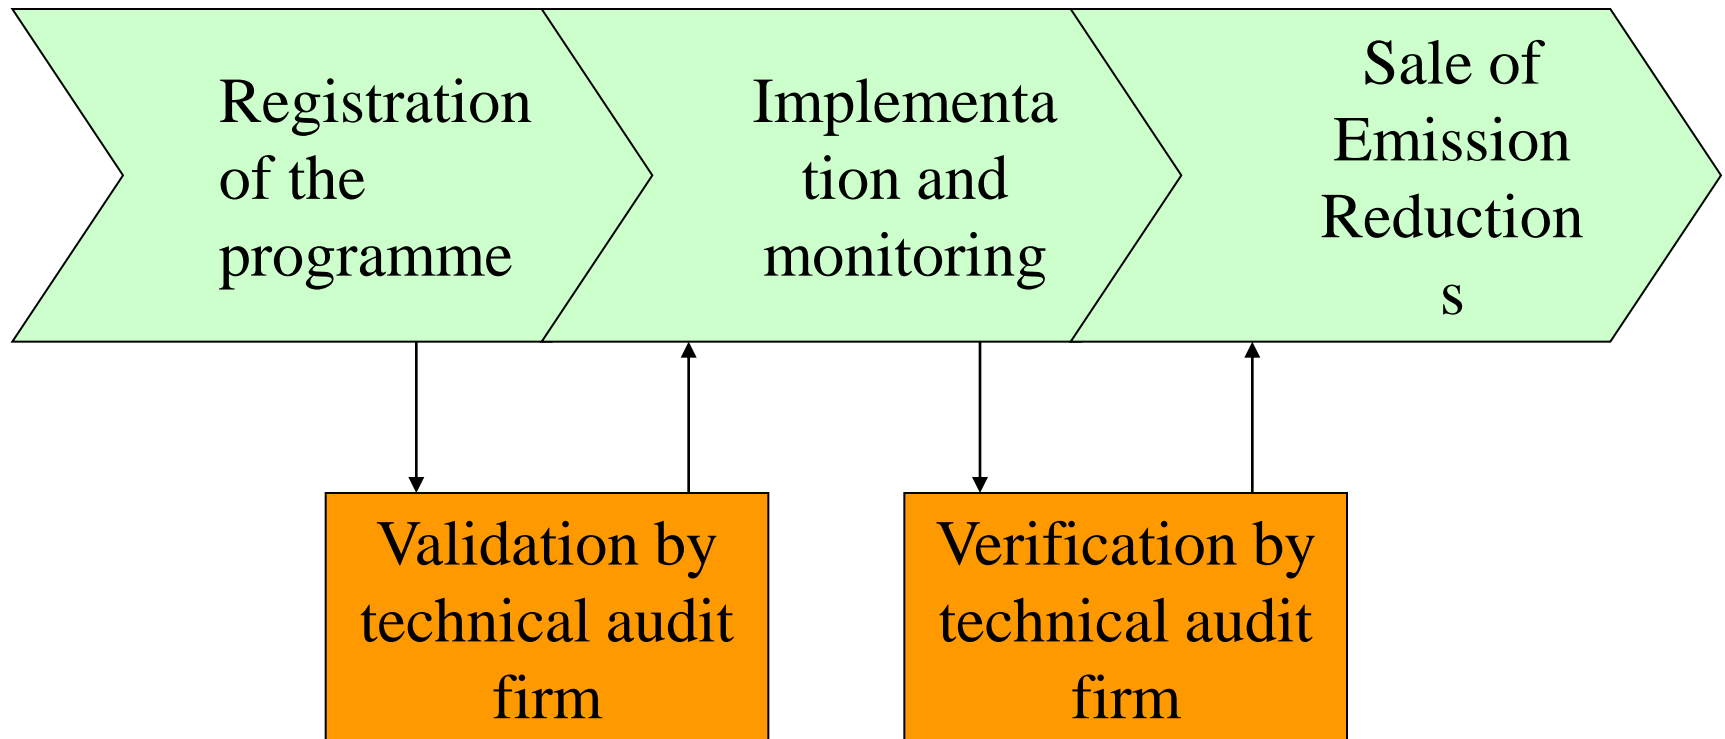 Registration
of the
programme
Implementa
tion and
monitoring
Sale of
Emission
Reduction
s
Validation by
technical audit
firm
Verification by
technical audit
firm